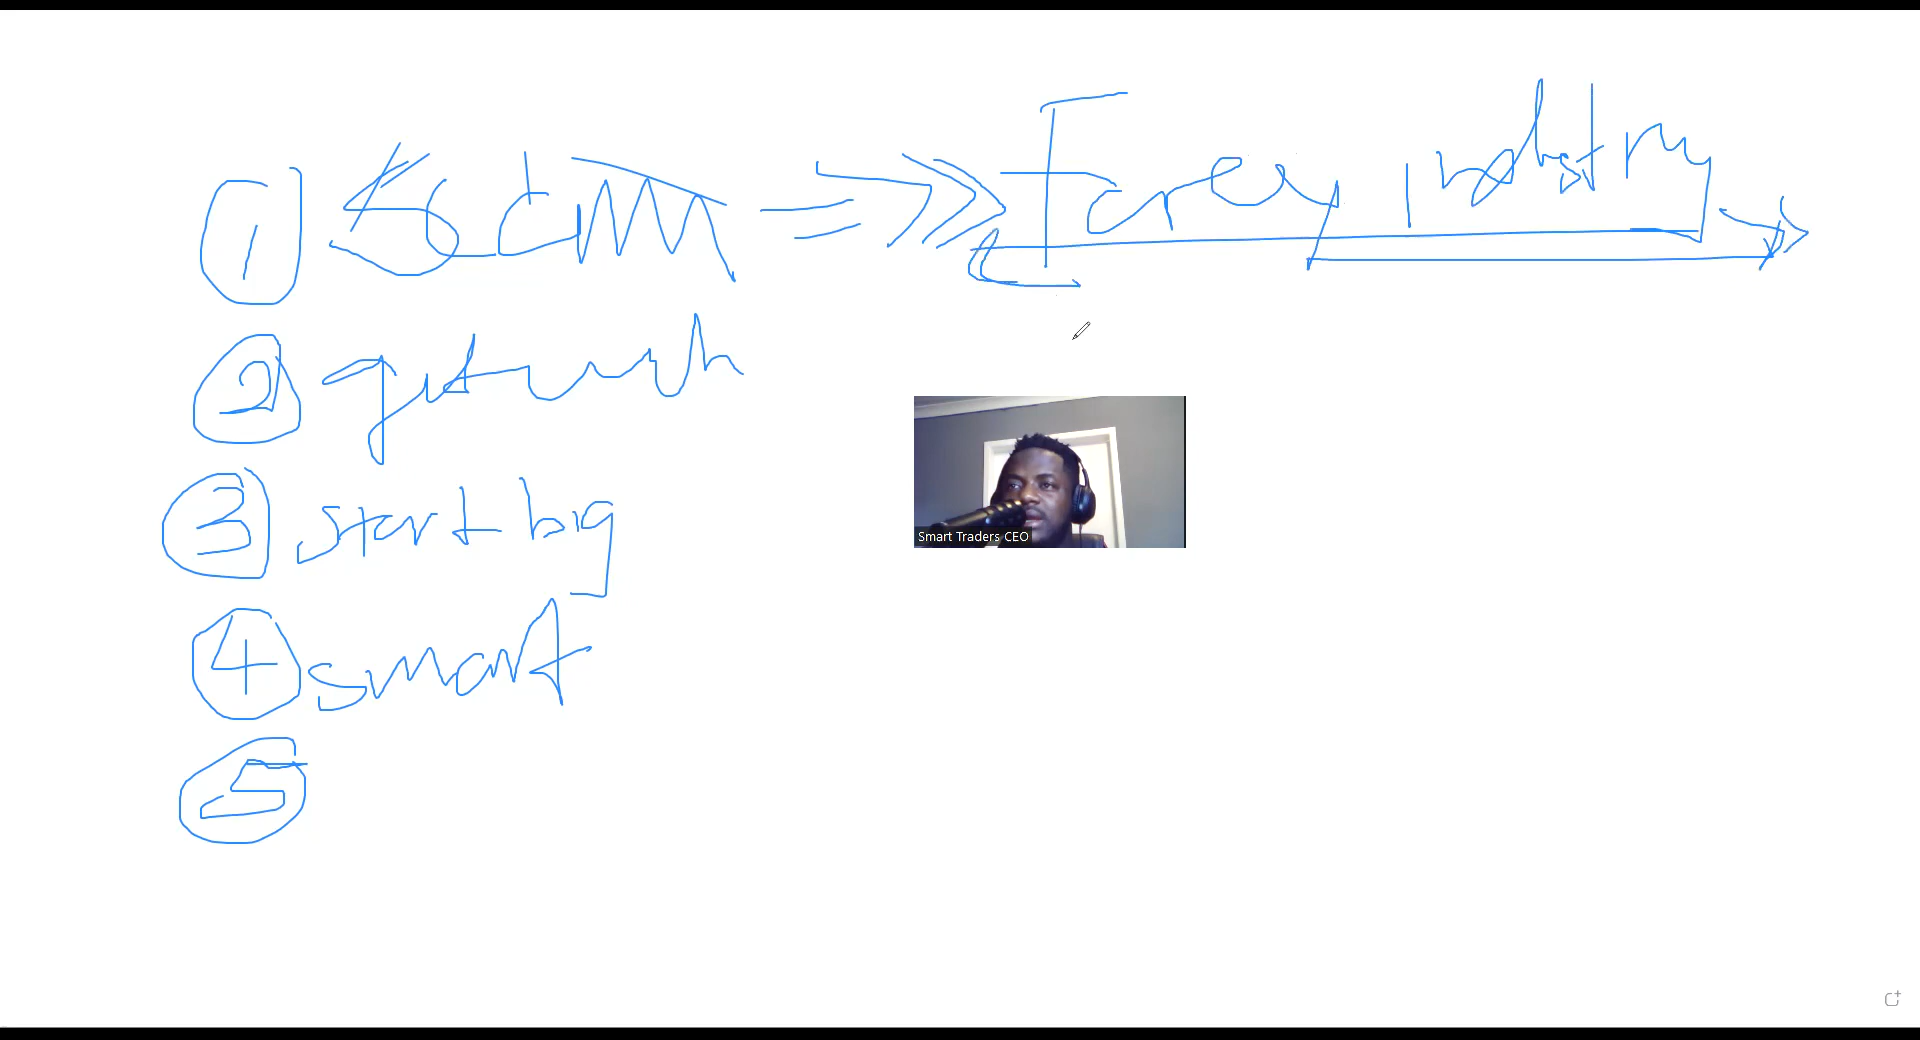 1 Scam => >> Forex industry
2 get rich
3 start big
4 smart
5
Smart Traders CEO